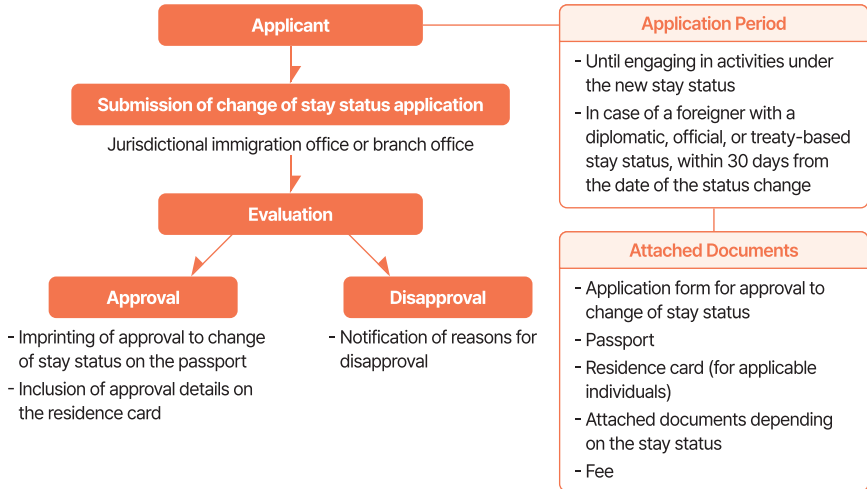 Applicant
Submission of change of stay status application
Jurisdictional immigration office or branch office
Evaluation
Approval
- Imprinting of approval to change
of stay status on the passport
- Inclusion of approval details on
the residence card
Disapproval
- Notification of reasons for
disapproval
Application Period
- Until engaging in activities under
the new stay status
- In case of a foreigner with a
diplomatic, official, or treaty-based
stay status, within 30 days from
the date of the status change
Attached Documents
- Application form for approval to
change of stay status
- Passport
- Residence card (for applicable
individuals)
- Attached documents depending
on the stay status
- Fee